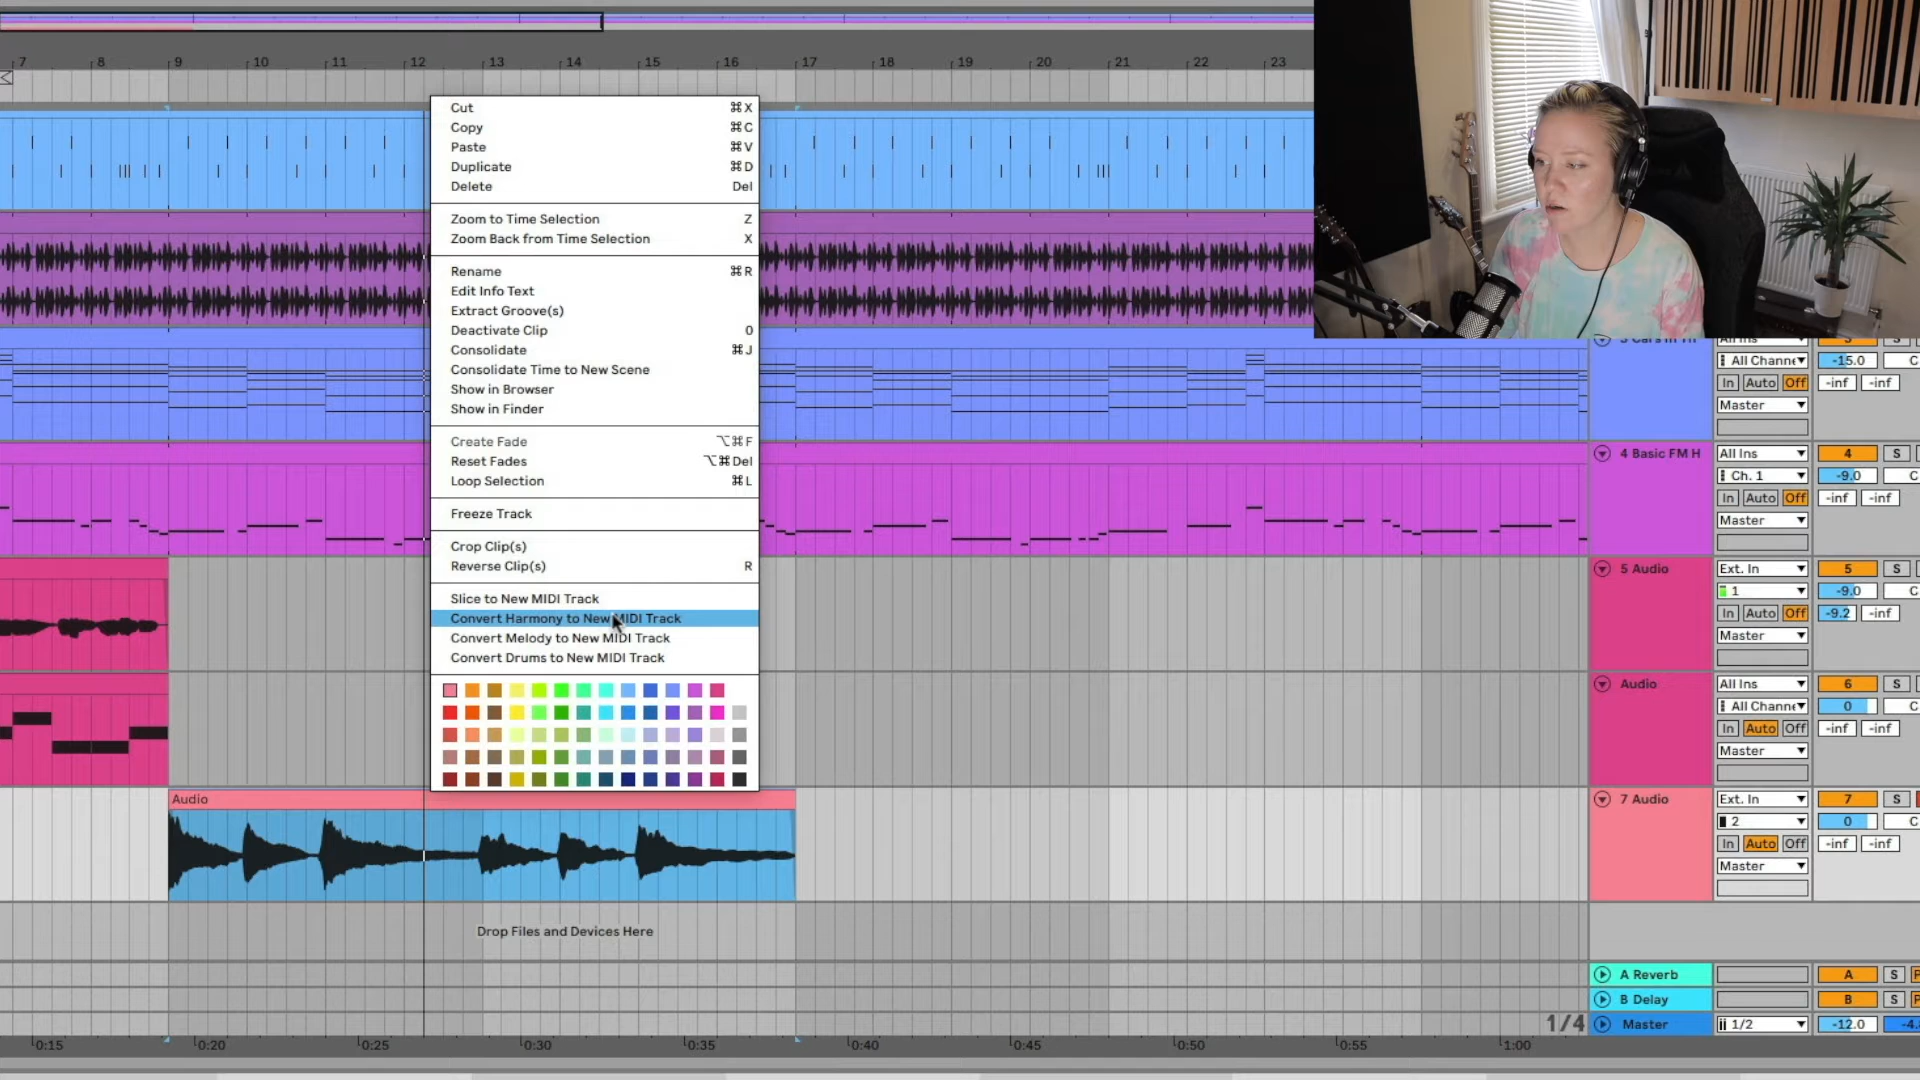 7 8 9 10 11 12 13 14 15 16 17 18 19 20 21 22 23
Cut ⌘X
Copy ⌘C
Paste ⌘V
Duplicate ⌘D
Delete Del
Zoom to Time Selection Z
Zoom Back from Time Selection X
Rename ⌘R
Edit Info Text
Extract Groove(s)
Deactivate Clip 0
Consolidate ⌘J
Consolidate Time to New Scene
Show in Browser
Show in Finder
Create Fade ⌥⌘F
Reset Fades ⌥⌘Del
Loop Selection ⌘L
Freeze Track
Crop Clip(s)
Reverse Clip(s) R
Slice to New MIDI Track
Convert Harmony to New MIDI Track
Convert Melody to New MIDI Track
Convert Drums to New MIDI Track
All Channe -15.0 C
In Auto Off -inf -inf
Master
4 Basic FM H All Ins 4 S
Ch. 1 -9.0 C
In Auto Off -inf -inf
Master
5 Audio Ext. In 5 S
1 -9.0 C
In Auto Off -9.2 -inf
Master
Audio All Ins 6 S
All Channe 0 C
In Auto Off -inf -inf
Master
Audio
7 Audio Ext. In 7 S
2 0 C
In Auto Off -inf -inf
Master
Drop Files and Devices Here
A Reverb A S
B Delay B S
1/4 Master 1/2 -12.0
0:15 0:20 0:25 0:30 0:35 0:40 0:45 0:50 0:55 1:00